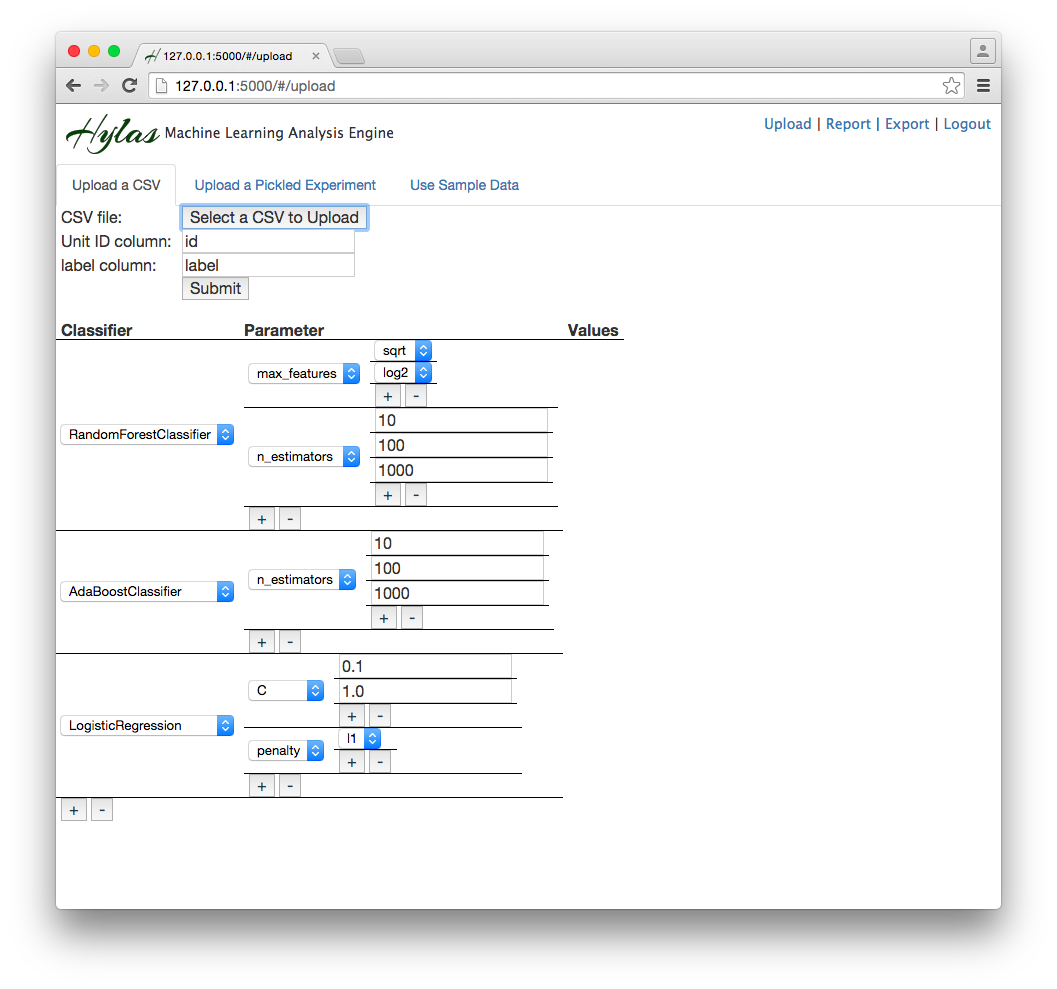 127.0.0.1:5000/#/upload
127.0.0.1:5000/#/upload
Hylas Machine Learning Analysis Engine
Upload | Report | Export | Logout
Upload a CSV Upload a Pickled Experiment Use Sample Data
CSV file: Select a CSV to Upload
Unit ID column: id
label column: label
Submit
Classifier Parameter Values
RandomForestClassifier
max_features
sqrt
log2
+ -
n_estimators
10
100
1000
+ -
+ -
AdaBoostClassifier
n_estimators
10
100
1000
+ -
+ -
LogisticRegression
C
0.1
1.0
+ -
penalty
l1
+ -
+ -
+ -